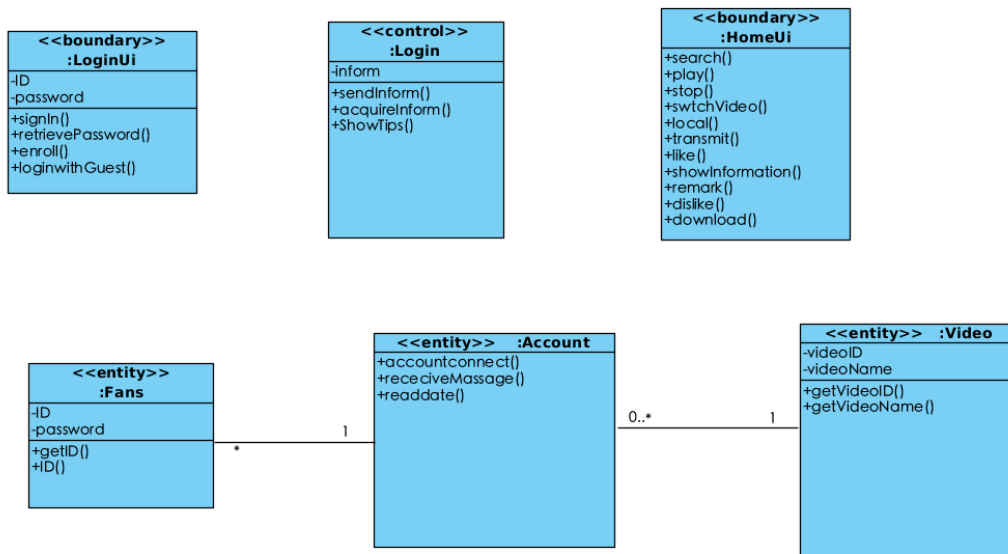 <<boundary>>
:LoginUi
-ID
-password
+signIn()
+retrievePassword()
+enroll()
+loginwithGuest()
<<control>>
:Login
-inform
+sendInform()
+acquireInform()
+ShowTips()
<<boundary>>
:HomeUi
+search()
+play()
+stop()
+swtchVideo()
+local()
+transmit()
+like()
+showInformation()
+remark()
+dislike()
+download()
<<entity>>
:Fans
-ID
-password
+getID()
+ID()
*
1
<<entity>> :Account
+accountconnect()
+receciveMassage()
+readdate()
0..*
1
<<entity>> :Video
-videoID
-videoName
+getVideoID()
+getVideoName()